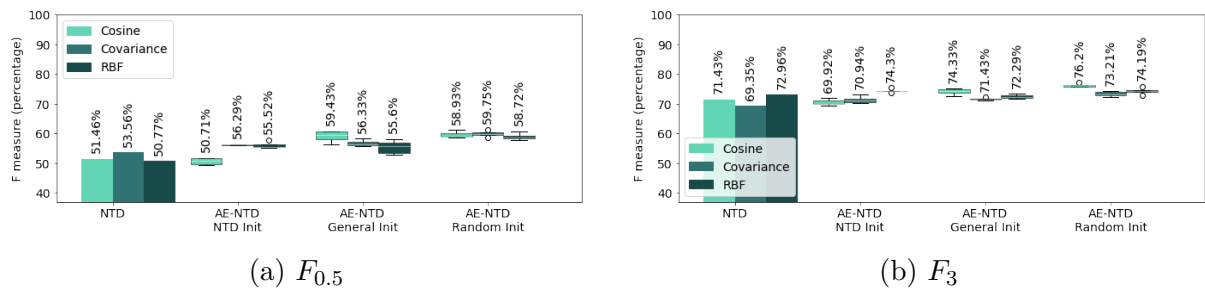 F measure (percentage)
100
90
80
70
60
50
40
Cosine
Covariance
RBF
51.46%
53.56%
50.77%
50.71%
56.29%
55.52%
59.43%
56.33%
55.6%
58.93%
59.75%
58.72%
NTD
AE-NTD
NTD Init
AE-NTD
General Init
AE-NTD
Random Init
(a) F0.5
F measure (percentage)
100
90
80
70
60
50
40
71.43%
69.35%
72.96%
69.92%
70.94%
74.3%
74.33%
71.43%
72.29%
76.2%
73.21%
74.19%
Cosine
Covariance
RBF
NTD
AE-NTD
NTD Init
AE-NTD
General Init
AE-NTD
Random Init
(b) F3